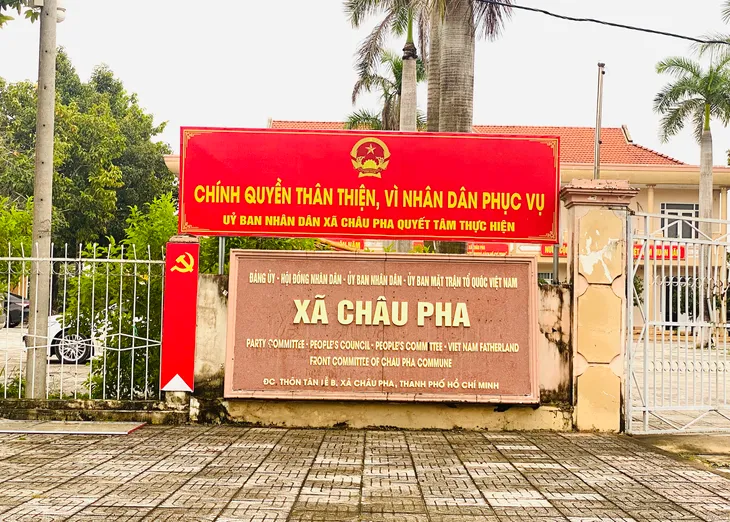 CHÍNH QUYỀN THÂN THIỆN, VÌ NHÂN DÂN PHỤC VỤ
UỶ BAN NHÂN DÂN XÃ CHÂU PHA QUYẾT TÂM THỰC HIỆN
ĐẢNG ỦY - HỘI ĐỒNG NHÂN DÂN - ỦY BAN NHÂN DÂN - ỦY BAN MẶT TRẬN TỔ QUỐC VIỆT NAM
XÃ CHÂU PHA
PARTY COMMITTEE - PEOPLE'S COUNCIL - PEOPLE'S COMMITTEE - VIET NAM FATHERLAND
FRONT COMMITTEE OF CHAU PHA COMMUNE
ĐC: THÔN TÂN LỄ B, XÃ CHÂU PHA, THÀNH PHỐ HỒ CHÍ MINH